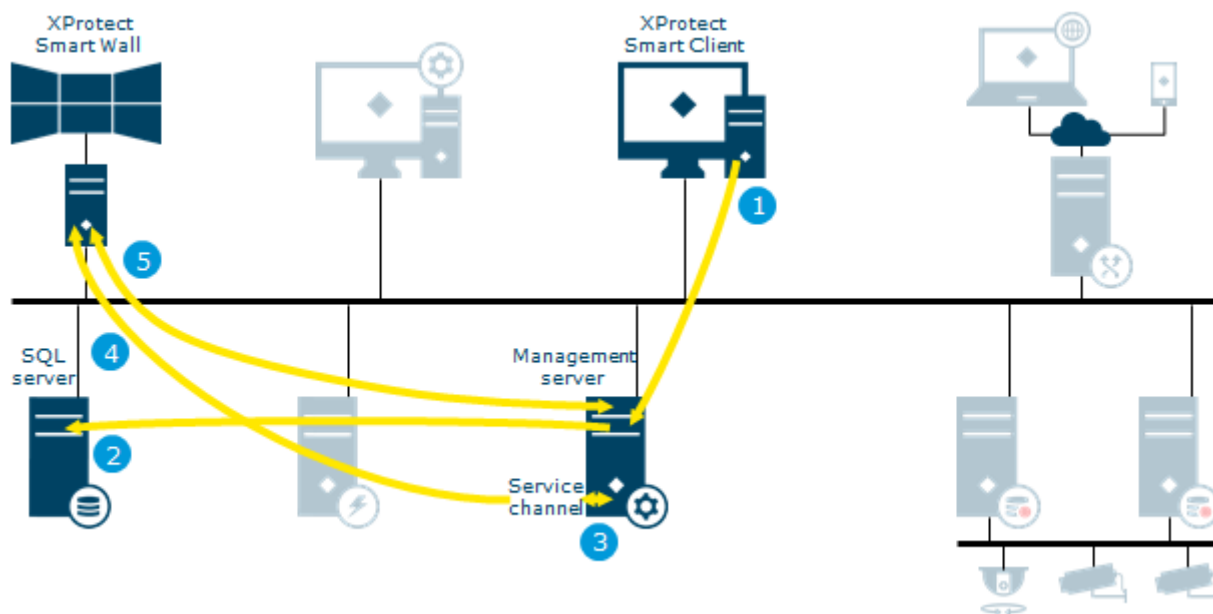 XProtect
Smart Wall
XProtect
Smart Client
1
5
4
SQL
server
Management
server
2
Service
channel
3